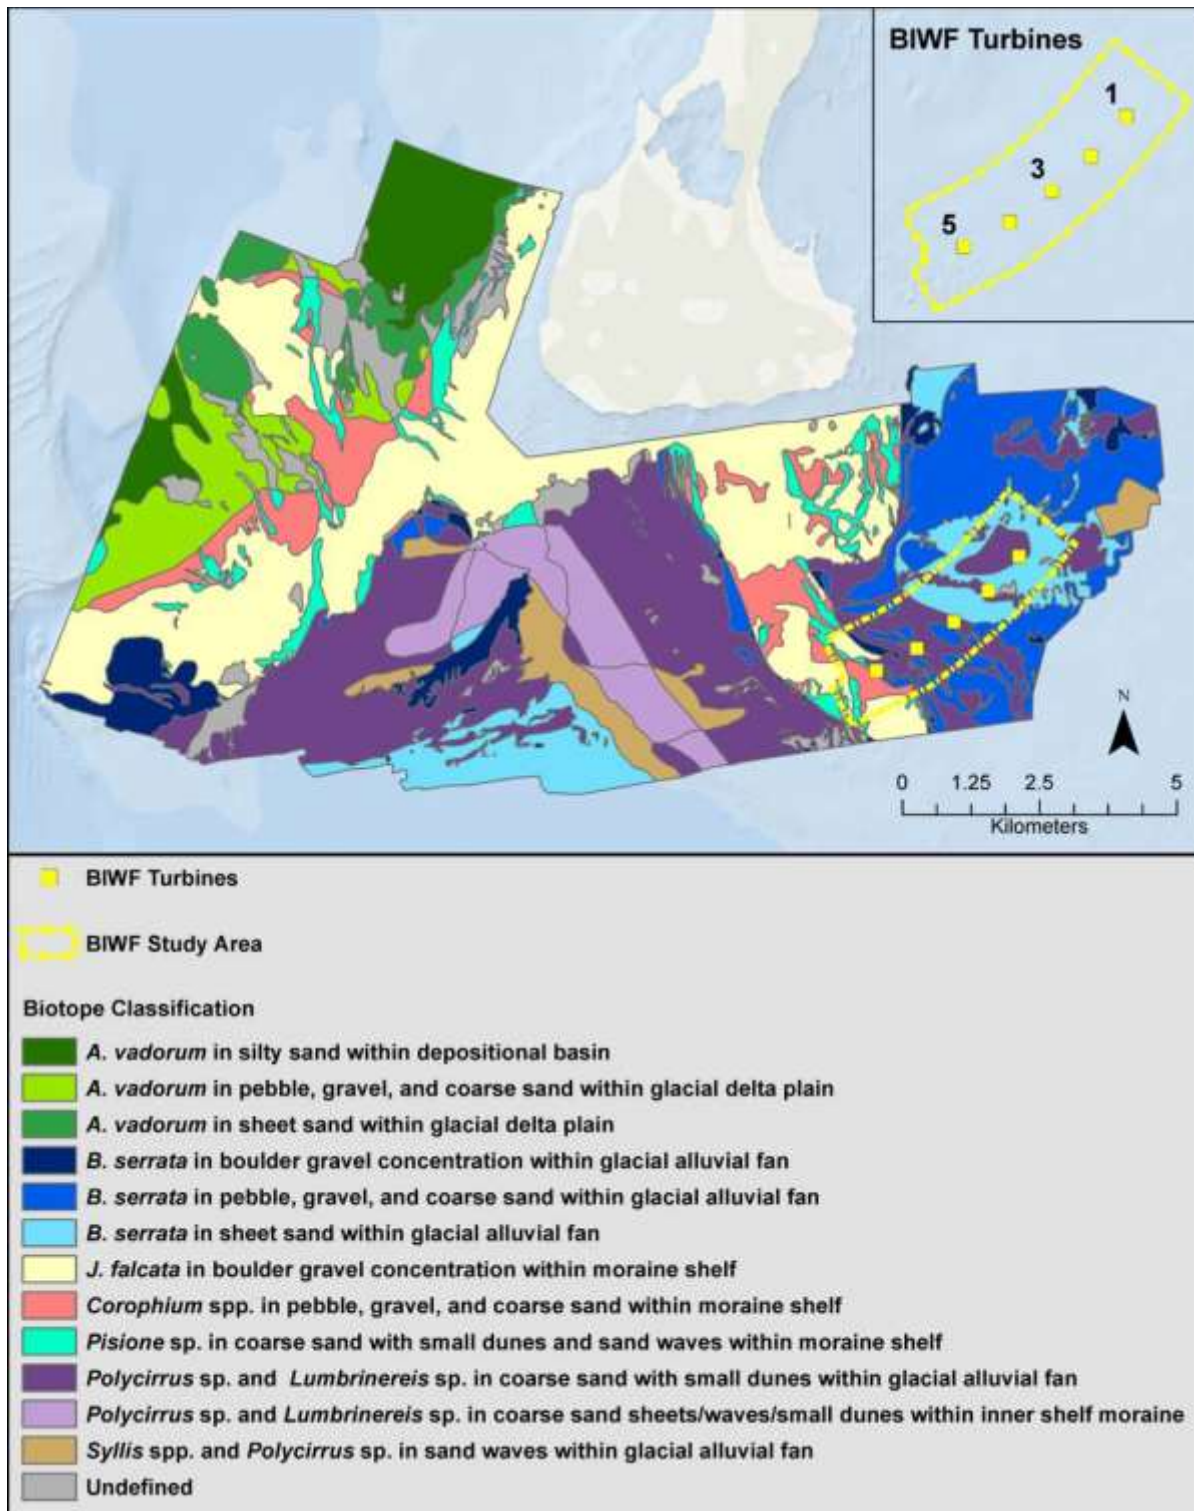 BIWF Turbines
1
3
5
N
0 1.25 2.5 5
Kilometers
BIWF Turbines
BIWF Study Area
Biotope Classification
A. vadorum in silty sand within depositional basin
A. vadorum in pebble, gravel, and coarse sand within glacial delta plain
A. vadorum in sheet sand within glacial delta plain
B. serrata in boulder gravel concentration within glacial alluvial fan
B. serrata in pebble, gravel, and coarse sand within glacial alluvial fan
B. serrata in sheet sand within glacial alluvial fan
J. falcata in boulder gravel concentration within moraine shelf
Corophium spp. in pebble, gravel, and coarse sand within moraine shelf
Pisione sp. in coarse sand with small dunes and sand waves within moraine shelf
Polycirrus sp. and Lumbrinereis sp. in coarse sand with small dunes within glacial alluvial fan
Polycirrus sp. and Lumbrinereis sp. in coarse sand sheets/waves/small dunes within inner shelf moraine
Syllis spp. and Polycirrus sp. in sand waves within glacial alluvial fan
Undefined